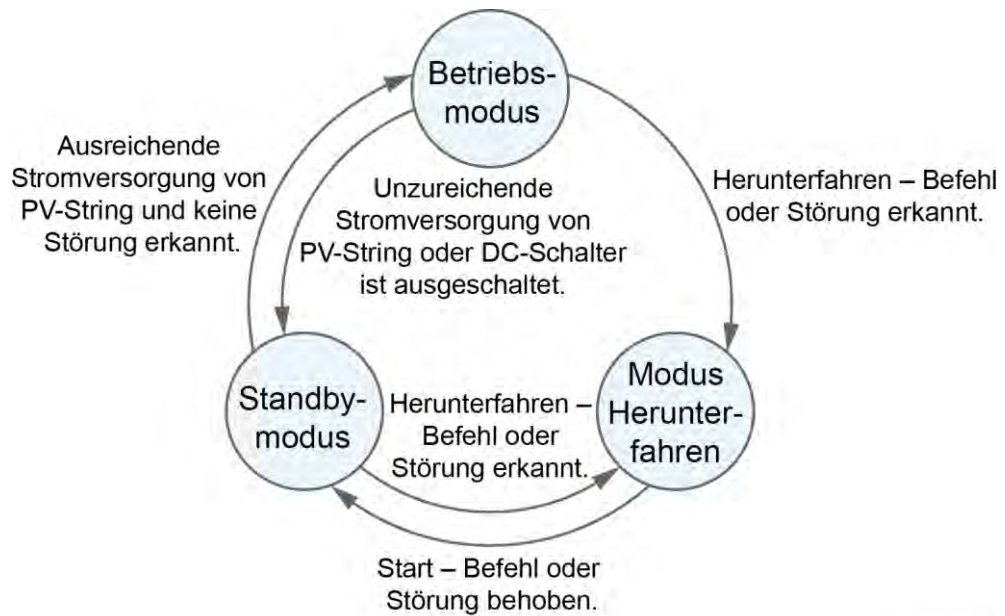 Betriebs-
modus
Ausreichende
Stromversorgung von
PV-String und keine
Störung erkannt.
Unzureichende
Stromversorgung von
PV-String oder DC-Schalter
ist ausgeschaltet.
Herunterfahren – Befehl
oder Störung erkannt.
Standby-
modus
Herunterfahren –
Befehl oder
Störung erkannt.
Modus
Herunter-
fahren
Start – Befehl oder
Störung behoben.